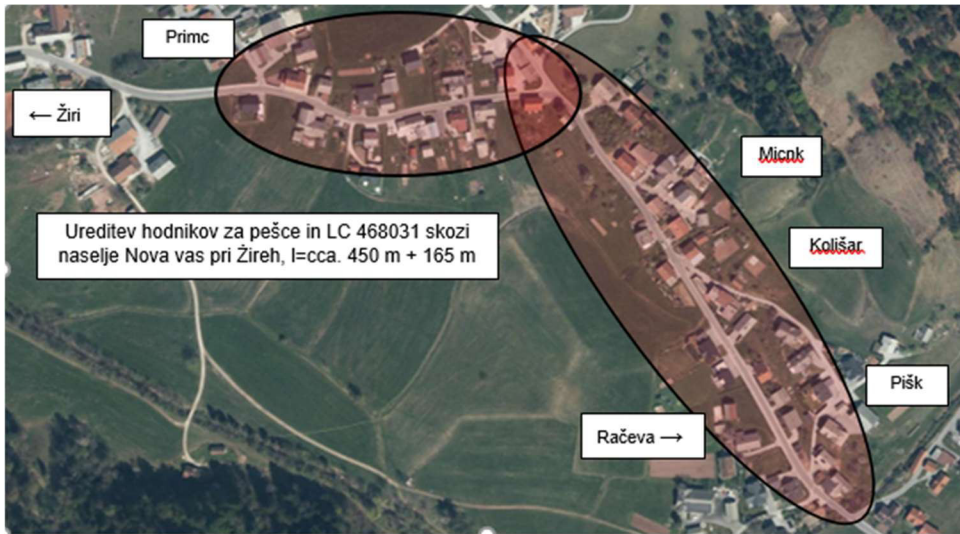 Primc
← Žiri
Micnk
Ureditev hodnikov za pešce in LC 468031 skozi
naselje Nova vas pri Žireh, l=cca. 450 m + 165 m
Kolišar
Pišk
Račeva →